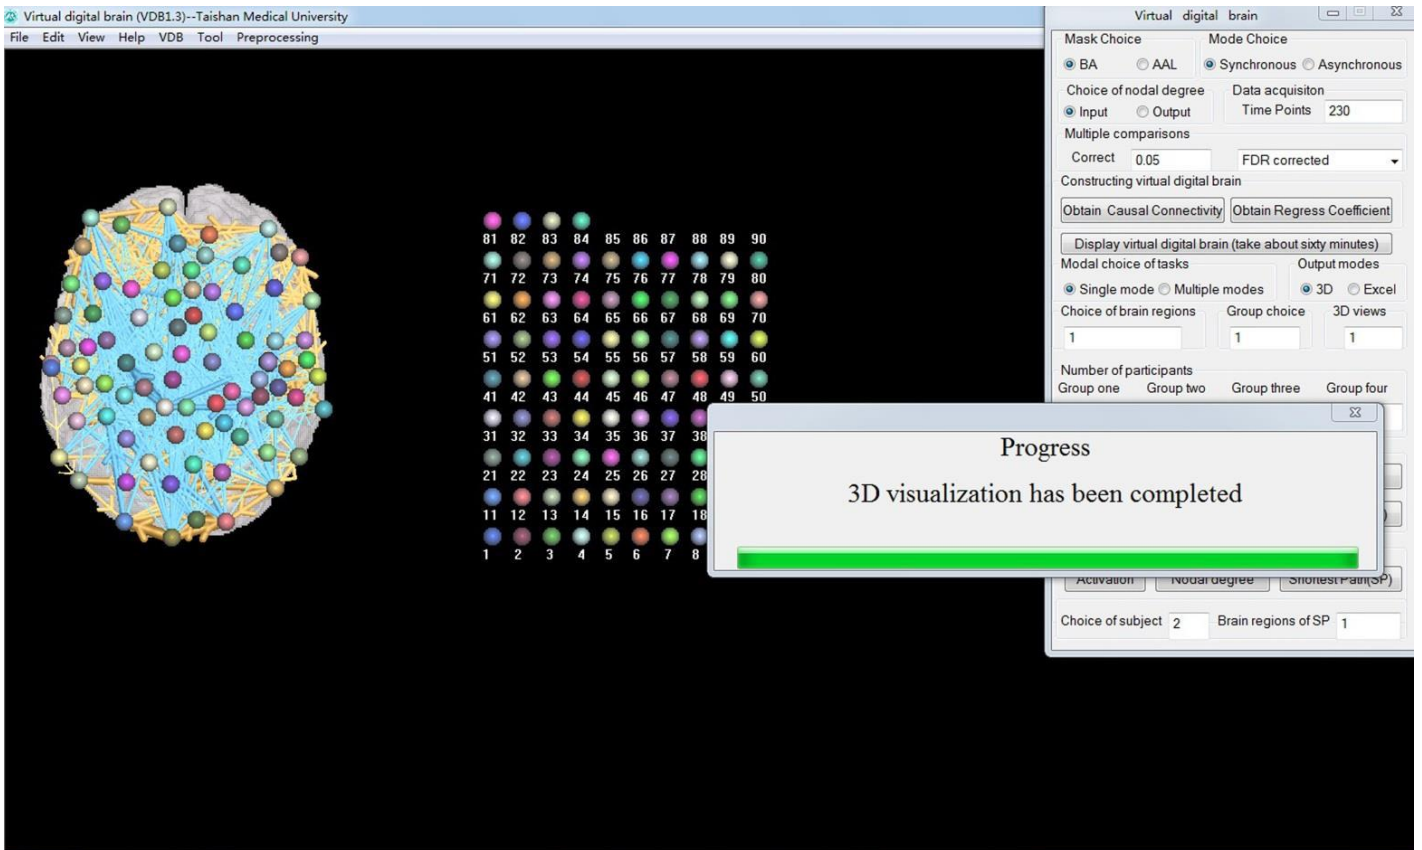 Virtual digital brain (VDB1.3)--Taishan Medical University
File Edit View Help VDB Tool Preprocessing
81 82 83 84 85 86 87 88 89 90
71 72 73 74 75 76 77 78 79 80
61 62 63 64 65 66 67 68 69 70
51 52 53 54 55 56 57 58 59 60
41 42 43 44 45 46 47 48 49 50
31 32 33 34 35 36 37 38
21 22 23 24 25 26 27 28
11 12 13 14 15 16 17 18
1 2 3 4 5 6 7 8
Virtual digital brain
Mask Choice Mode Choice
BA AAL Synchronous Asynchronous
Choice of nodal degree Data acquisiton
Input Output Time Points 230
Multiple comparisons
Correct 0.05 FDR corrected
Constructing virtual digital brain
Obtain Causal Connectivity Obtain Regress Coefficient
Display virtual digital brain (take about sixty minutes)
Modal choice of tasks Output modes
Single mode Multiple modes 3D Excel
Choice of brain regions Group choice 3D views
1 1 1
Number of participants
Group one Group two Group three Group four
Progress
3D visualization has been completed
Activation Nodal degree Shortest Path(SP)
Choice of subject 2 Brain regions of SP 1